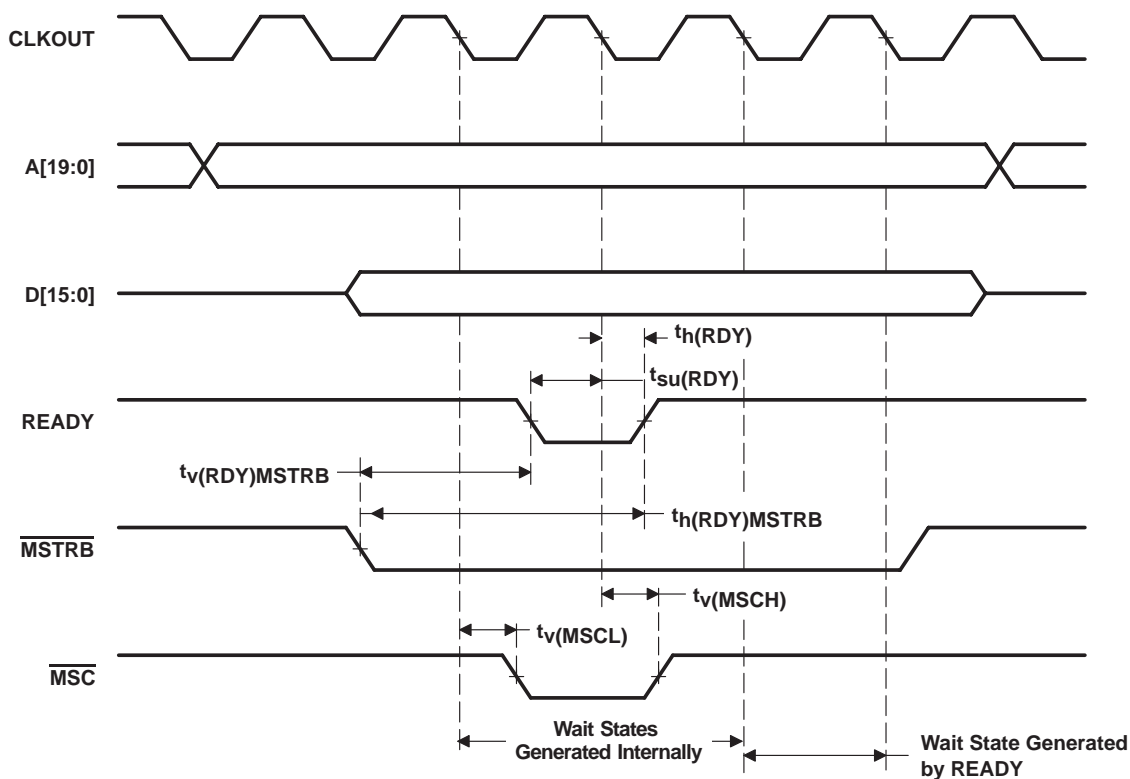 CLKOUT
A[19:0]
D[15:0]
th(RDY)
tsu(RDY)
READY
tv(RDY)MSTRB
th(RDY)MSTRB
MSTRB
tv(MSCH)
tv(MSCL)
MSC
Wait States
Generated Internally
Wait State Generated
by READY